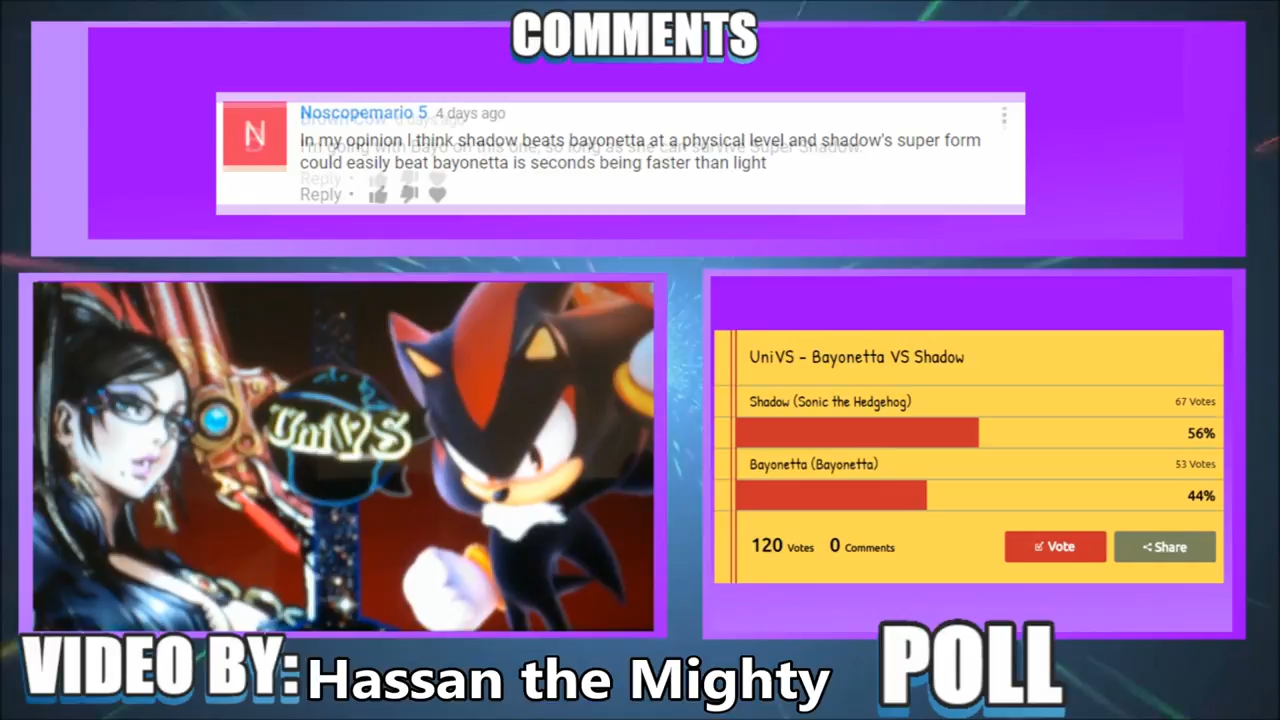 COMMENTS
Noscopemario 5 4 days ago
In my opinion I think shadow beats bayonetta at a physical level and shadow's super form
could easily beat bayonetta is seconds being faster than light
Reply
N
UniVS
UniVS - Bayonetta VS Shadow
Shadow (Sonic the Hedgehog) 67 Votes
56%
Bayonetta (Bayonetta) 53 Votes
44%
120 Votes 0 Comments
Vote Share
VIDEO BY: Hassan the Mighty
POLL